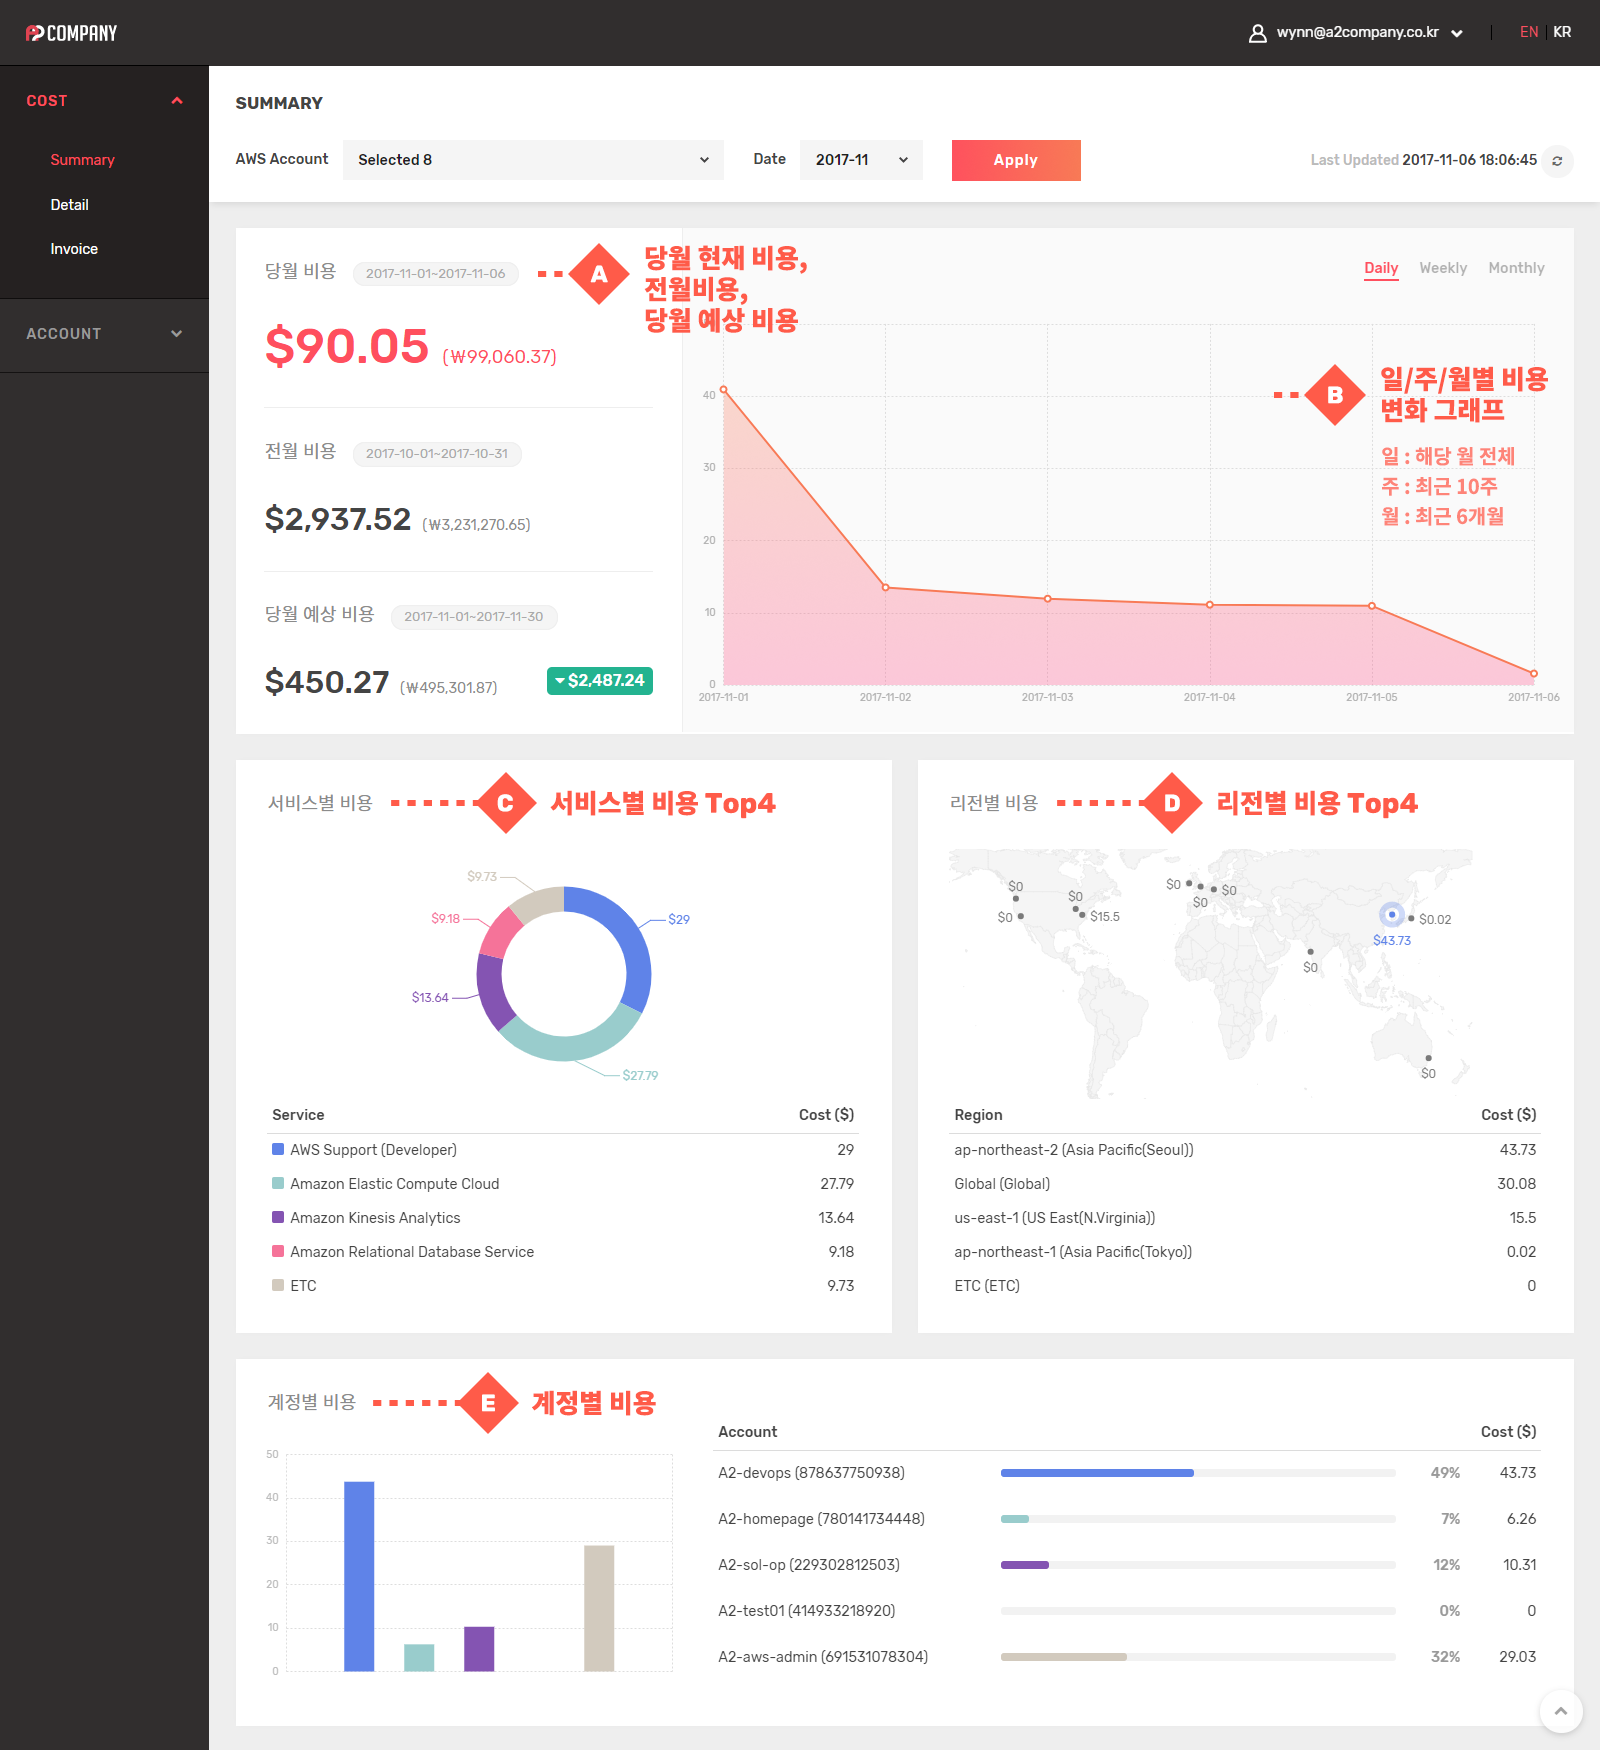 A2COMPANY
wynn@a2company.co.kr
EN
KR
COST
Summary
Detail
Invoice
ACCOUNT
SUMMARY
AWS Account
Selected 8
Date
2017-11
Apply
Last Updated 2017-11-06 18:06:45
당월 비용
2017-11-01~2017-11-06
A
당월 현재 비용,
전월비용,
당월 예상 비용
$90.05 (₩99,060.37)
전월 비용
2017-10-01~2017-10-31
$2,937.52 (₩3,231,270.65)
당월 예상 비용
2017-11-01~2017-11-30
$450.27 (₩495,301.87)
$2,487.24
Daily
Weekly
Monthly
B
일/주/월별 비용
변화 그래프
일 : 해당 월 전체
주 : 최근 10주
월 : 최근 6개월
40
30
20
10
0
2017-11-01
2017-11-02
2017-11-03
2017-11-04
2017-11-05
2017-11-06
서비스별 비용
C
서비스별 비용 Top4
$9.73
$9.18
$29
$13.64
$27.79
Service Cost ($)
AWS Support (Developer) 29
Amazon Elastic Compute Cloud 27.79
Amazon Kinesis Analytics 13.64
Amazon Relational Database Service 9.18
ETC 9.73
리전별 비용
D
리전별 비용 Top4
$0
$0
$0
$15.5
$0
$0
$0
$0.02
$43.73
$0
$0
Region Cost ($)
ap-northeast-2 (Asia Pacific(Seoul)) 43.73
Global (Global) 30.08
us-east-1 (US East(N.Virginia)) 15.5
ap-northeast-1 (Asia Pacific(Tokyo)) 0.02
ETC (ETC) 0
계정별 비용
E
계정별 비용
50
40
30
20
10
0
Account Cost ($)
A2-devops (878637750938) 49% 43.73
A2-homepage (780141734448) 7% 6.26
A2-sol-op (229302812503) 12% 10.31
A2-test01 (414933218920) 0% 0
A2-aws-admin (691531078304) 32% 29.03